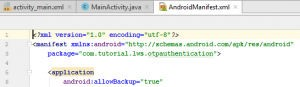 activity_main.xml × MainActivity.java × AndroidManifest.xml ×
1 <?xml version="1.0" encoding="utf-8"?>
2 <manifest xmlns:android="http://schemas.android.com/apk/res/android"
3 package="com.tutorial.lws.otpauthentication">
4
5 <application
6 android:allowBackup="true"